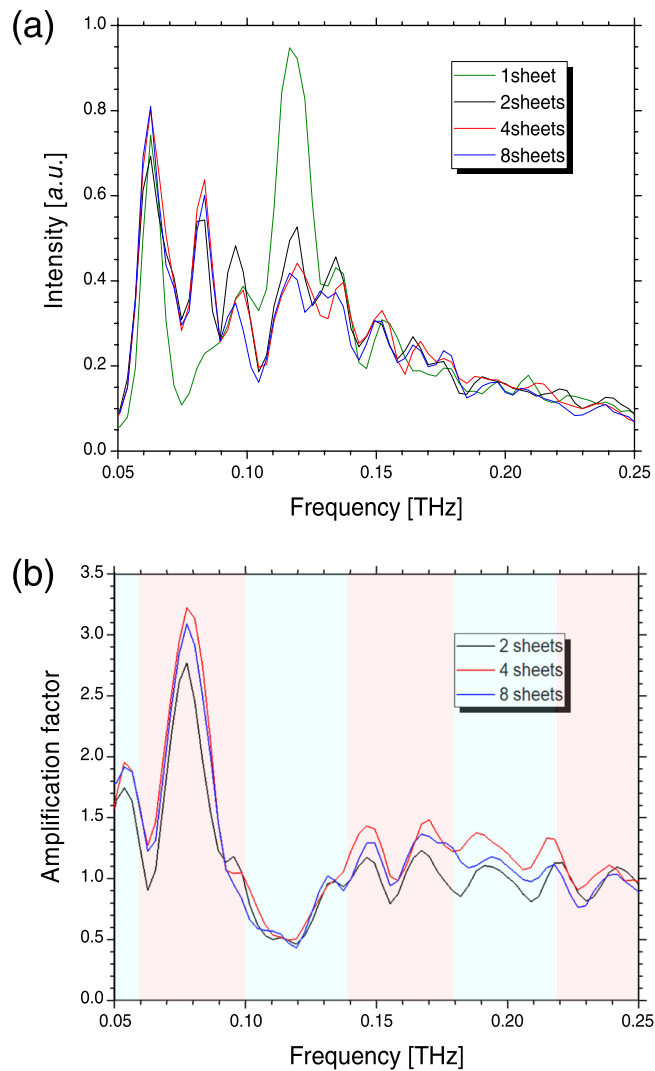 (a)
Intensity [a.u.]
1.0
0.8
0.6
0.4
0.2
0.0
1sheet
2sheets
4sheets
8sheets
0.05 0.10 0.15 0.20 0.25
Frequency [THz]
(b)
Amplification factor
3.5
3.0
2.5
2.0
1.5
1.0
0.5
0.0
2 sheets
4 sheets
8 sheets
0.05 0.10 0.15 0.20 0.25
Frequency [THz]